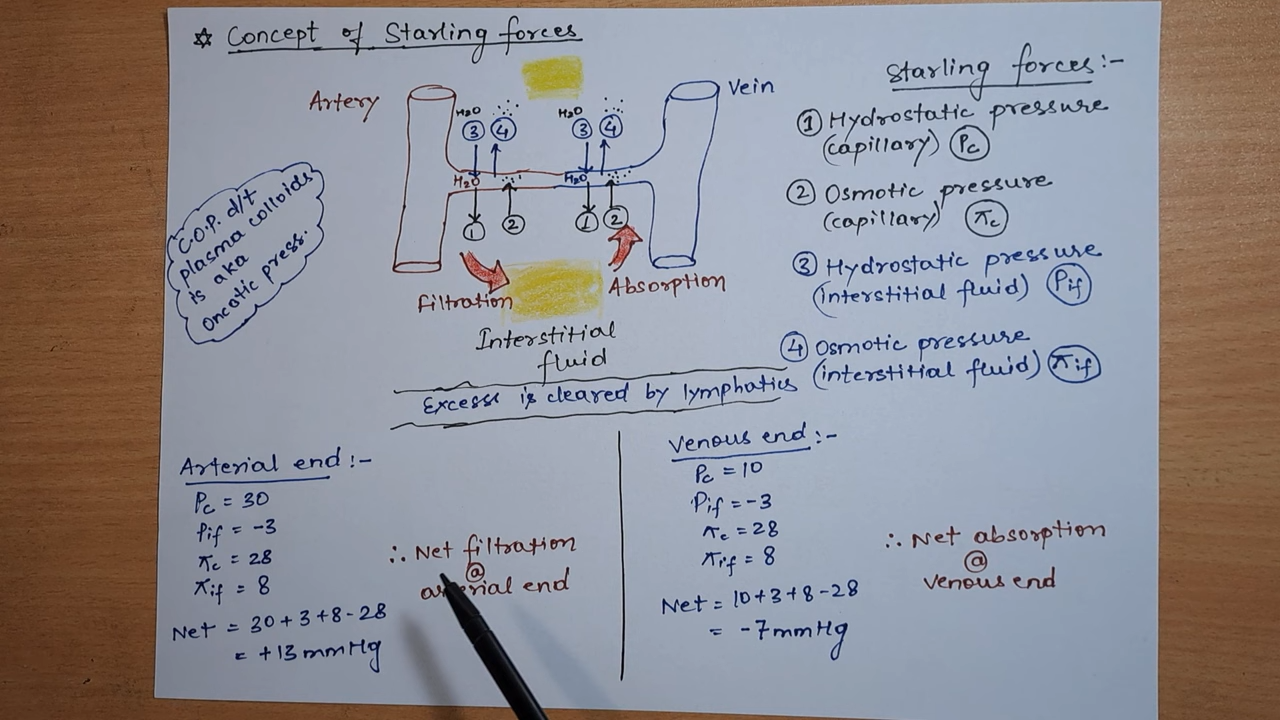 ☆ Concept of Starling forces
Artery
Vein
H₂O
H₂O
③ ④
③ ④
H₂O
H₂O
① ②
① ②
Filtration
Absorption
Interstitial
fluid
C.O.P. d/t
plasma colloids
is aka
oncotic press.
Excess is cleared by lymphatics
Starling forces:-
① Hydrostatic pressure
(capillary) Pc
② Osmotic pressure
(capillary) πc
③ Hydrostatic pressure
(interstitial fluid) Pif
④ Osmotic pressure
(interstitial fluid) πif
Arterial end:-
Pc = 30
Pif = -3
πc = 28
πif = 8
Net = 30+3+8-28
= +13mmHg
∴ Net filtration
@
arterial end
Venous end:-
Pc = 10
Pif = -3
πc = 28
πif = 8
Net = 10+3+8-28
= -7mmHg
∴ Net absorption
@
venous end